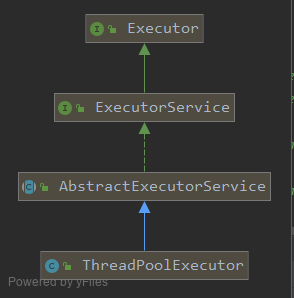 Executor
ExecutorService
AbstractExecutorService
ThreadPoolExecutor
Powered by yFiles